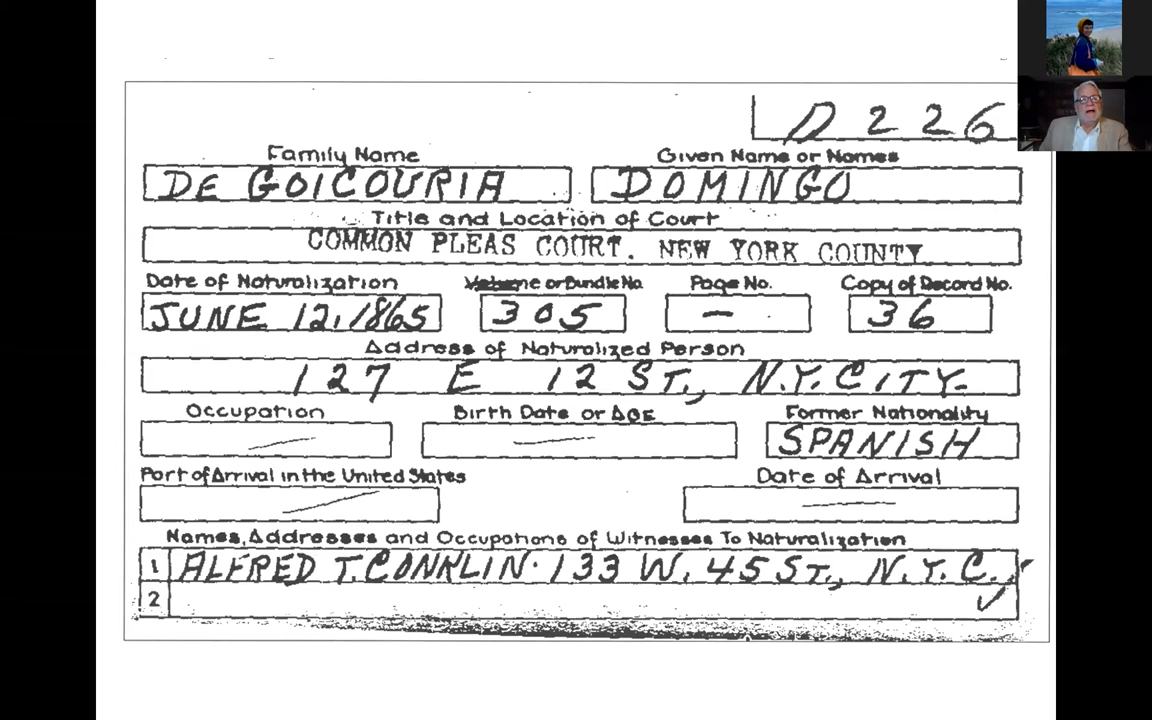 D 226
Family Name Given Name or Names
DE GOICOURIA DOMINGO
Title and Location of Court
COMMON PLEAS COURT. NEW YORK COUNTY
Date of Naturalization Volume or Bundle No. Page No. Copy of Record No.
JUNE 12, 1865 305 — 36
Address of Naturalized Person
127 E 12 ST., N.Y. CITY.
Occupation Birth Date or Age Former Nationality
— — SPANISH
Port of Arrival in the United States Date of Arrival
— —
Names, Addresses and Occupations of Witnesses To Naturalization
1 ALFRED T. CONKLIN. 133 W. 45 ST., N.Y.C.,
2